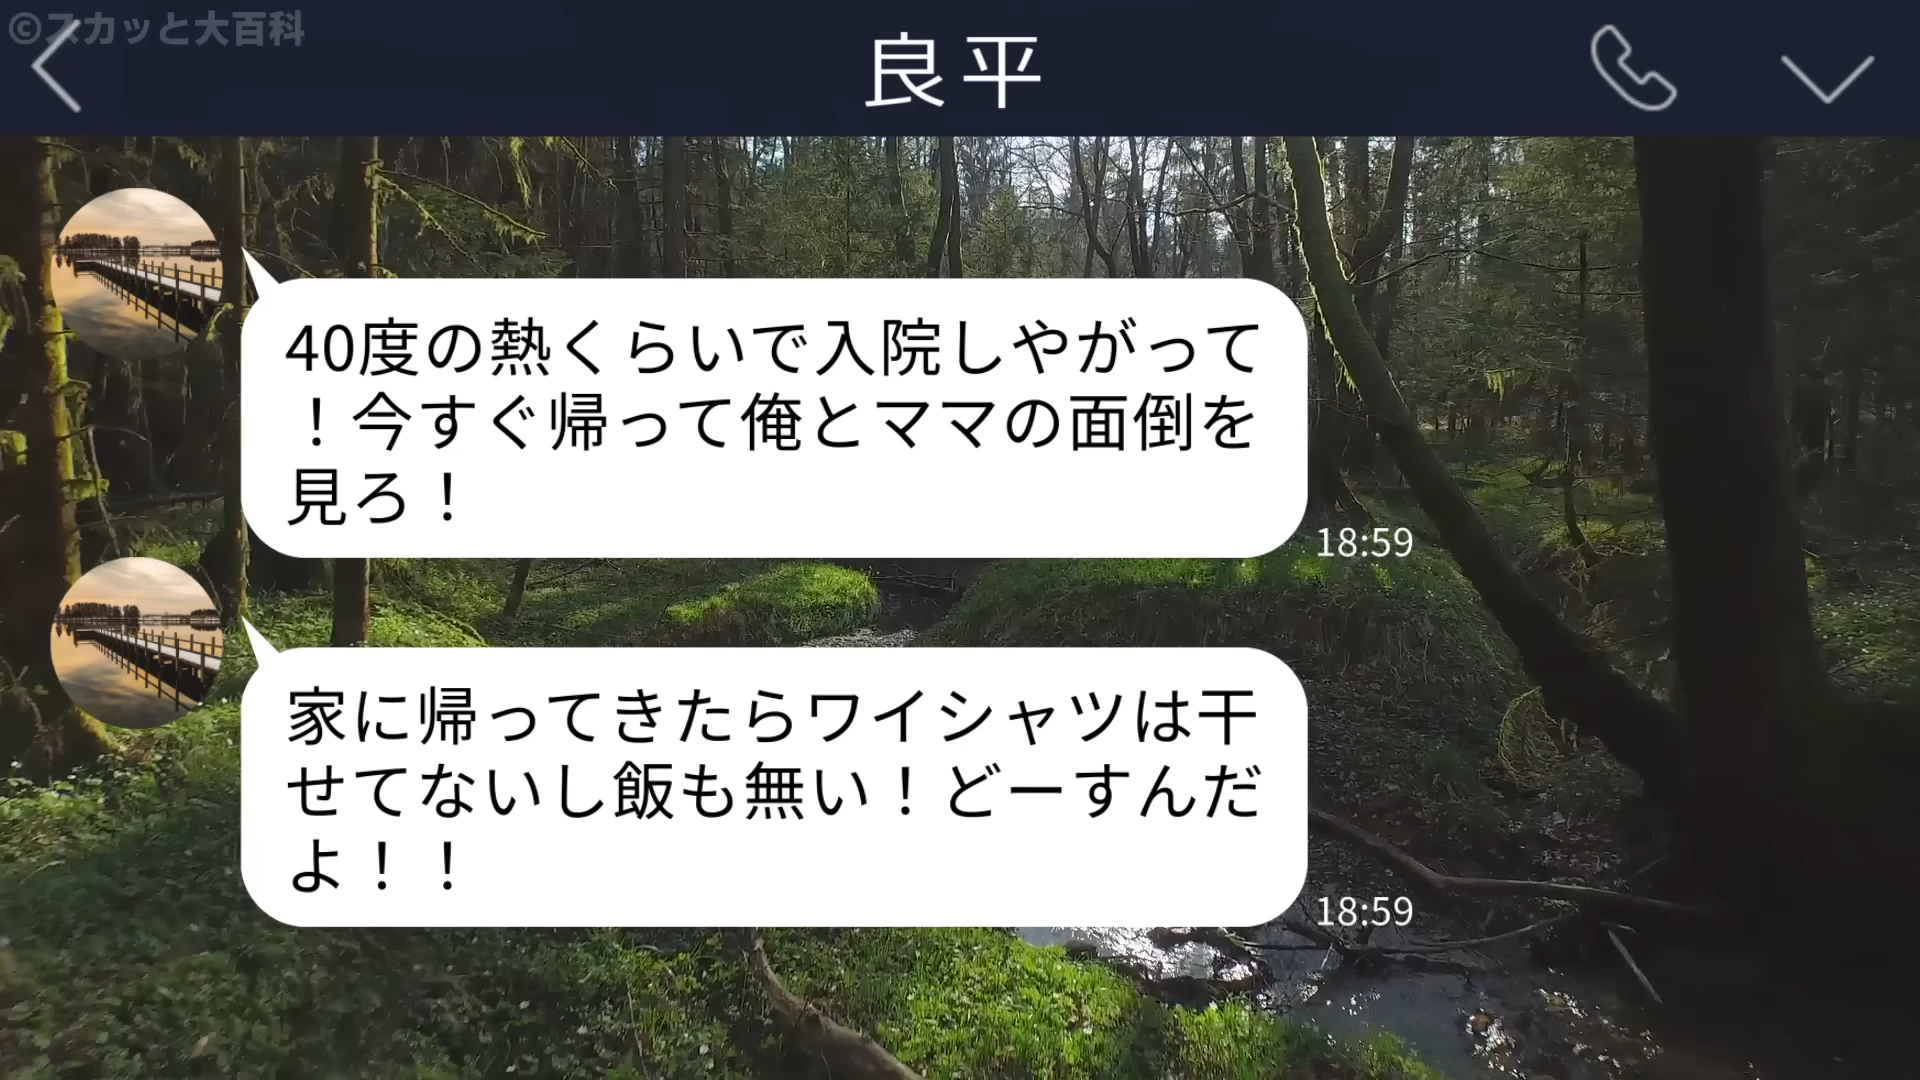 ©スカッと大百科
良平
40度の熱くらいで入院しやがって
！今すぐ帰って俺とママの面倒を
見ろ！
18:59
家に帰ってきたらワイシャツは干
せてないし飯も無い！どーすんだ
よ！！
18:59